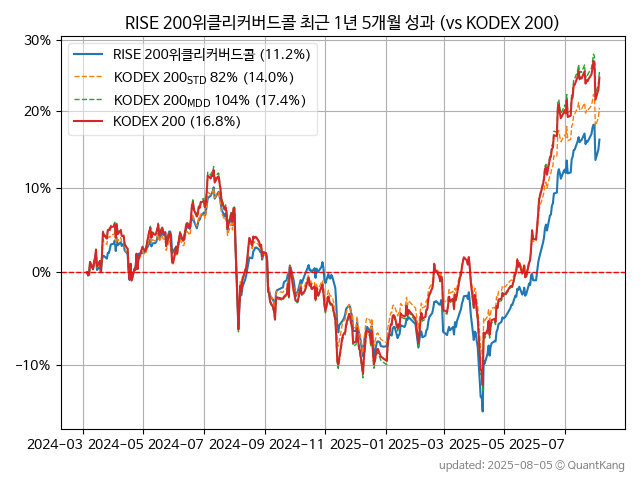 RISE 200위클리커버드콜 최근 1년 5개월 성과 (vs KODEX 200)
30%
20%
10%
0%
−10%
RISE 200위클리커버드콜 (11.2%)
KODEX 200STD 82% (14.0%)
KODEX 200MDD 104% (17.4%)
KODEX 200 (16.8%)
2024-03 2024-05 2024-07 2024-09 2024-11 2025-01 2025-03 2025-05 2025-07
updated: 2025-08-05 © QuantKang